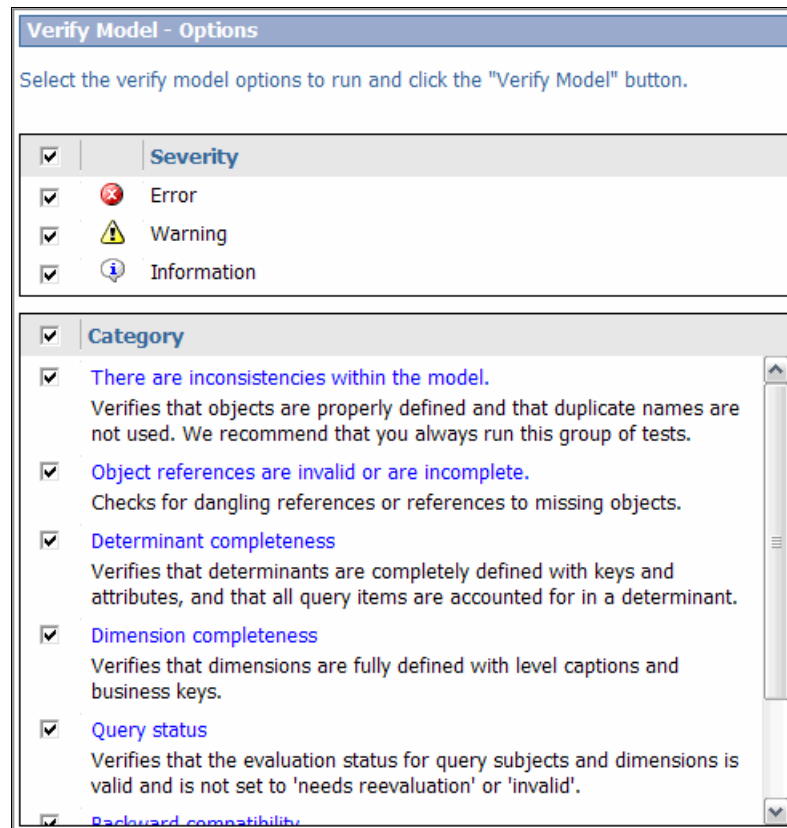 Verify Model - Options
Select the verify model options to run and click the "Verify Model" button.
Severity
Error
Warning
Information
Category
There are inconsistencies within the model.
Verifies that objects are properly defined and that duplicate names are
not used. We recommend that you always run this group of tests.
Object references are invalid or are incomplete.
Checks for dangling references or references to missing objects.
Determinant completeness
Verifies that determinants are completely defined with keys and
attributes, and that all query items are accounted for in a determinant.
Dimension completeness
Verifies that dimensions are fully defined with level captions and
business keys.
Query status
Verifies that the evaluation status for query subjects and dimensions is
valid and is not set to 'needs reevaluation' or 'invalid'.
Backward compatibility